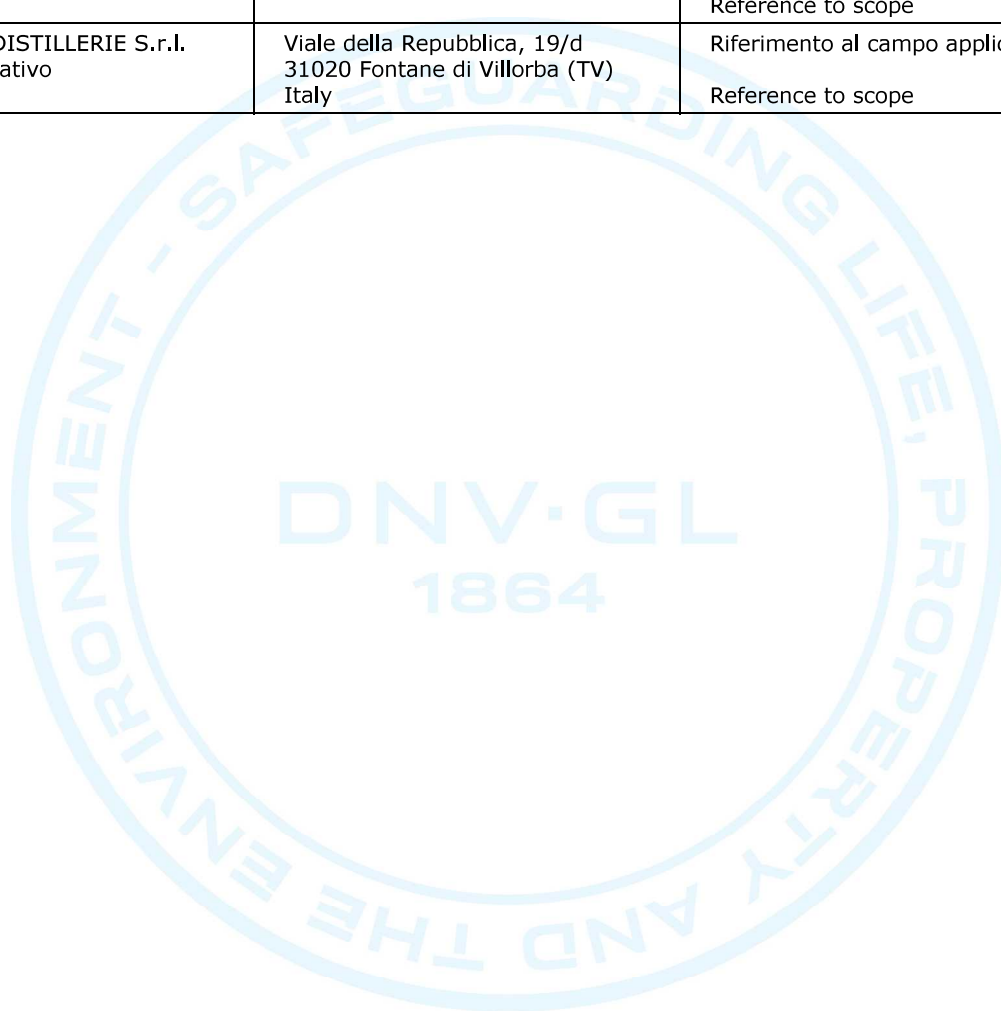 Reference to scope
DISTILLERIE S.r.l.
ativo
Viale della Repubblica, 19/d
31020 Fontane di Villorba (TV)
Italy
Riferimento al campo applic
Reference to scope
SAFEGUARDING LIFE, PROPERTY AND THE ENVIRONMENT -
DNV·GL
1864